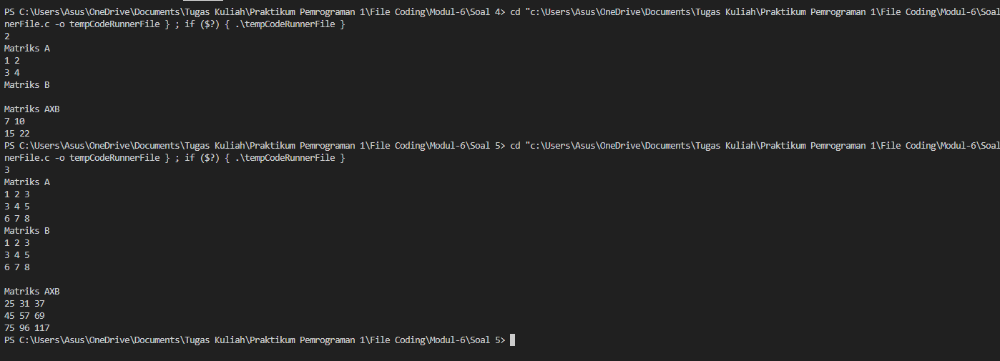 PS C:\Users\Asus\OneDrive\Documents\Tugas Kuliah\Praktikum Pemrograman 1\File Coding\Modul-6\Soal 4> cd "c:\Users\Asus\OneDrive\Documents\Tugas Kuliah\Praktikum Pemrograman 1\File Coding\Modul-6\Soal
nerFile.c -o tempCodeRunnerFile } ; if ($?) { .\tempCodeRunnerFile }
2
Matriks A
1 2
3 4
Matriks B
Matriks AXB
7 10
15 22
PS C:\Users\Asus\OneDrive\Documents\Tugas Kuliah\Praktikum Pemrograman 1\File Coding\Modul-6\Soal 5> cd "c:\Users\Asus\OneDrive\Documents\Tugas Kuliah\Praktikum Pemrograman 1\File Coding\Modul-6\Soal
nerFile.c -o tempCodeRunnerFile } ; if ($?) { .\tempCodeRunnerFile }
3
Matriks A
1 2 3
3 4 5
6 7 8
Matriks B
1 2 3
3 4 5
6 7 8
Matriks AXB
25 31 37
45 57 69
75 96 117
PS C:\Users\Asus\OneDrive\Documents\Tugas Kuliah\Praktikum Pemrograman 1\File Coding\Modul-6\Soal 5>